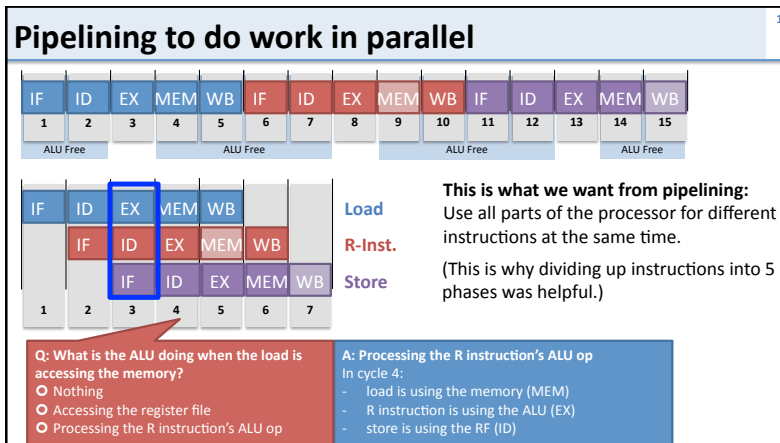 Pipelining to do work in parallel
1
IF ID EX MEM WB IF ID EX MEM WB IF ID EX MEM WB
1 2 3 4 5 6 7 8 9 10 11 12 13 14 15
ALU Free ALU Free ALU Free ALU Free
IF ID EX MEM WB Load
IF ID EX MEM WB R-Inst.
IF ID EX MEM WB Store
1 2 3 4 5 6 7
This is what we want from pipelining:
Use all parts of the processor for different
instructions at the same time.
(This is why dividing up instructions into 5
phases was helpful.)
Q: What is the ALU doing when the load is
accessing the memory?
Nothing
Accessing the register file
Processing the R instruction's ALU op
A: Processing the R instruction's ALU op
In cycle 4:
- load is using the memory (MEM)
- R instruction is using the ALU (EX)
- store is using the RF (ID)